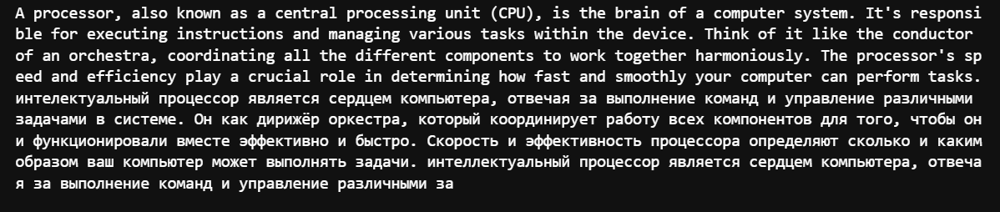 A processor, also known as a central processing unit (CPU), is the brain of a computer system. It's responsi
ble for executing instructions and managing various tasks within the device. Think of it like the conductor
of an orchestra, coordinating all the different components to work together harmoniously. The processor's sp
eed and efficiency play a crucial role in determining how fast and smoothly your computer can perform tasks.
интелектуальный процессор является сердцем компьютера, отвечая за выполнение команд и управление различными
задачами в системе. Он как дирижёр оркестра, который координирует работу всех компонентов для того, чтобы он
и функционировали вместе эффективно и быстро. Скорость и эффективность процессора определяют сколько и каким
образом ваш компьютер может выполнять задачи. интеллектуальный процессор является сердцем компьютера, отвеча
я за выполнение команд и управление различными за